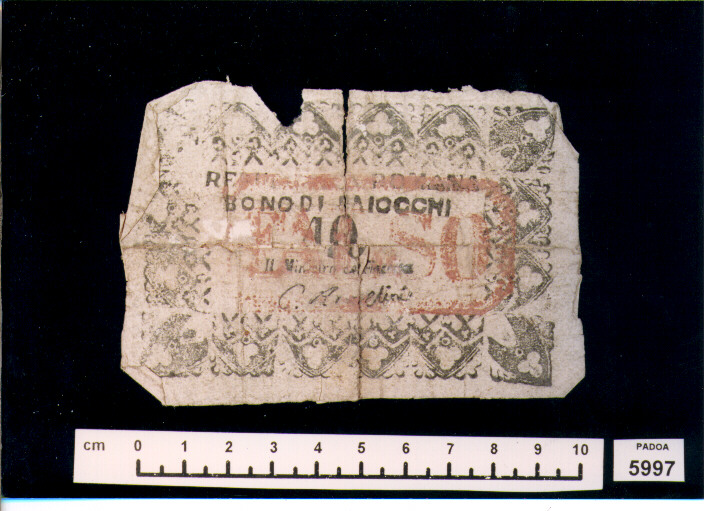 ROMANA
BONO DI BAIOCCHI
10
Il
FALSO
cm 0 1 2 3 4 5 6 7 8 9 10
PADOA
5997